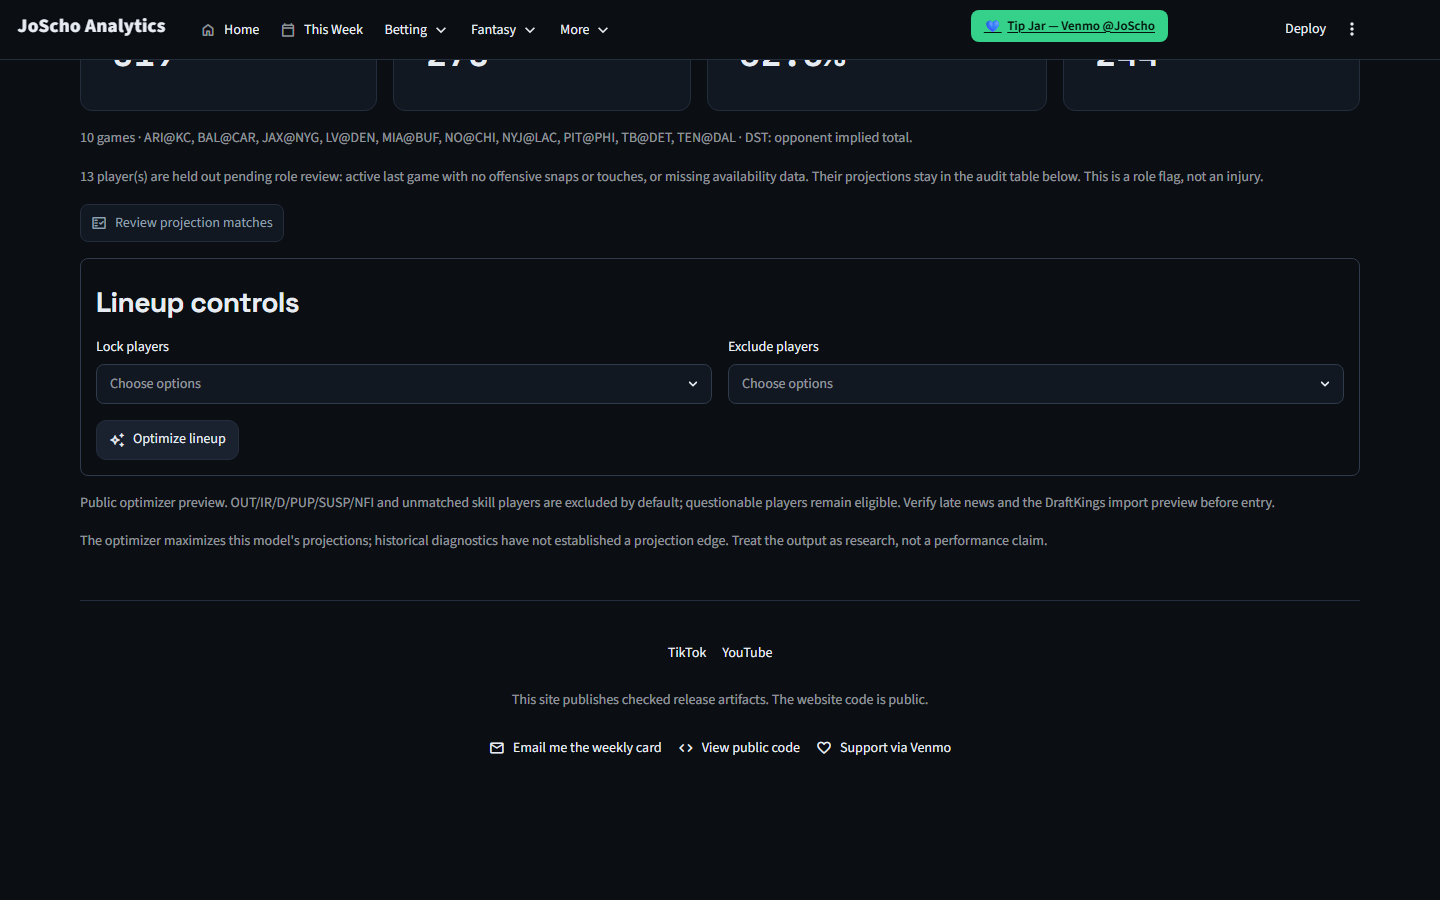 JoScho Analytics
Home
This Week
Betting
Fantasy
More
💙 Tip Jar — Venmo @JoScho
Deploy
10 games · ARI@KC, BAL@CAR, JAX@NYG, LV@DEN, MIA@BUF, NO@CHI, NYJ@LAC, PIT@PHI, TB@DET, TEN@DAL · DST: opponent implied total.
13 player(s) are held out pending role review: active last game with no offensive snaps or touches, or missing availability data. Their projections stay in the audit table below. This is a role flag, not an injury.
Review projection matches
Lineup controls
Lock players
Exclude players
Choose options
Choose options
Optimize lineup
Public optimizer preview. OUT/IR/D/PUP/SUSP/NFI and unmatched skill players are excluded by default; questionable players remain eligible. Verify late news and the DraftKings import preview before entry.
The optimizer maximizes this model's projections; historical diagnostics have not established a projection edge. Treat the output as research, not a performance claim.
TikTok
YouTube
This site publishes checked release artifacts. The website code is public.
Email me the weekly card
View public code
Support via Venmo